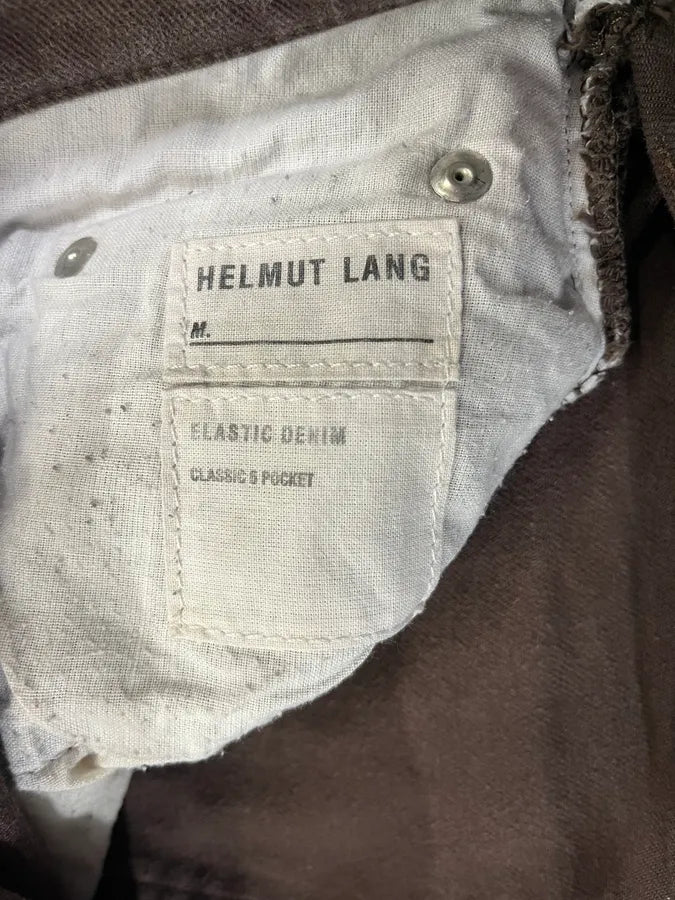 HELMUT LANG
M.
ELASTIC DENIM
CLASSIC 5 POCKET